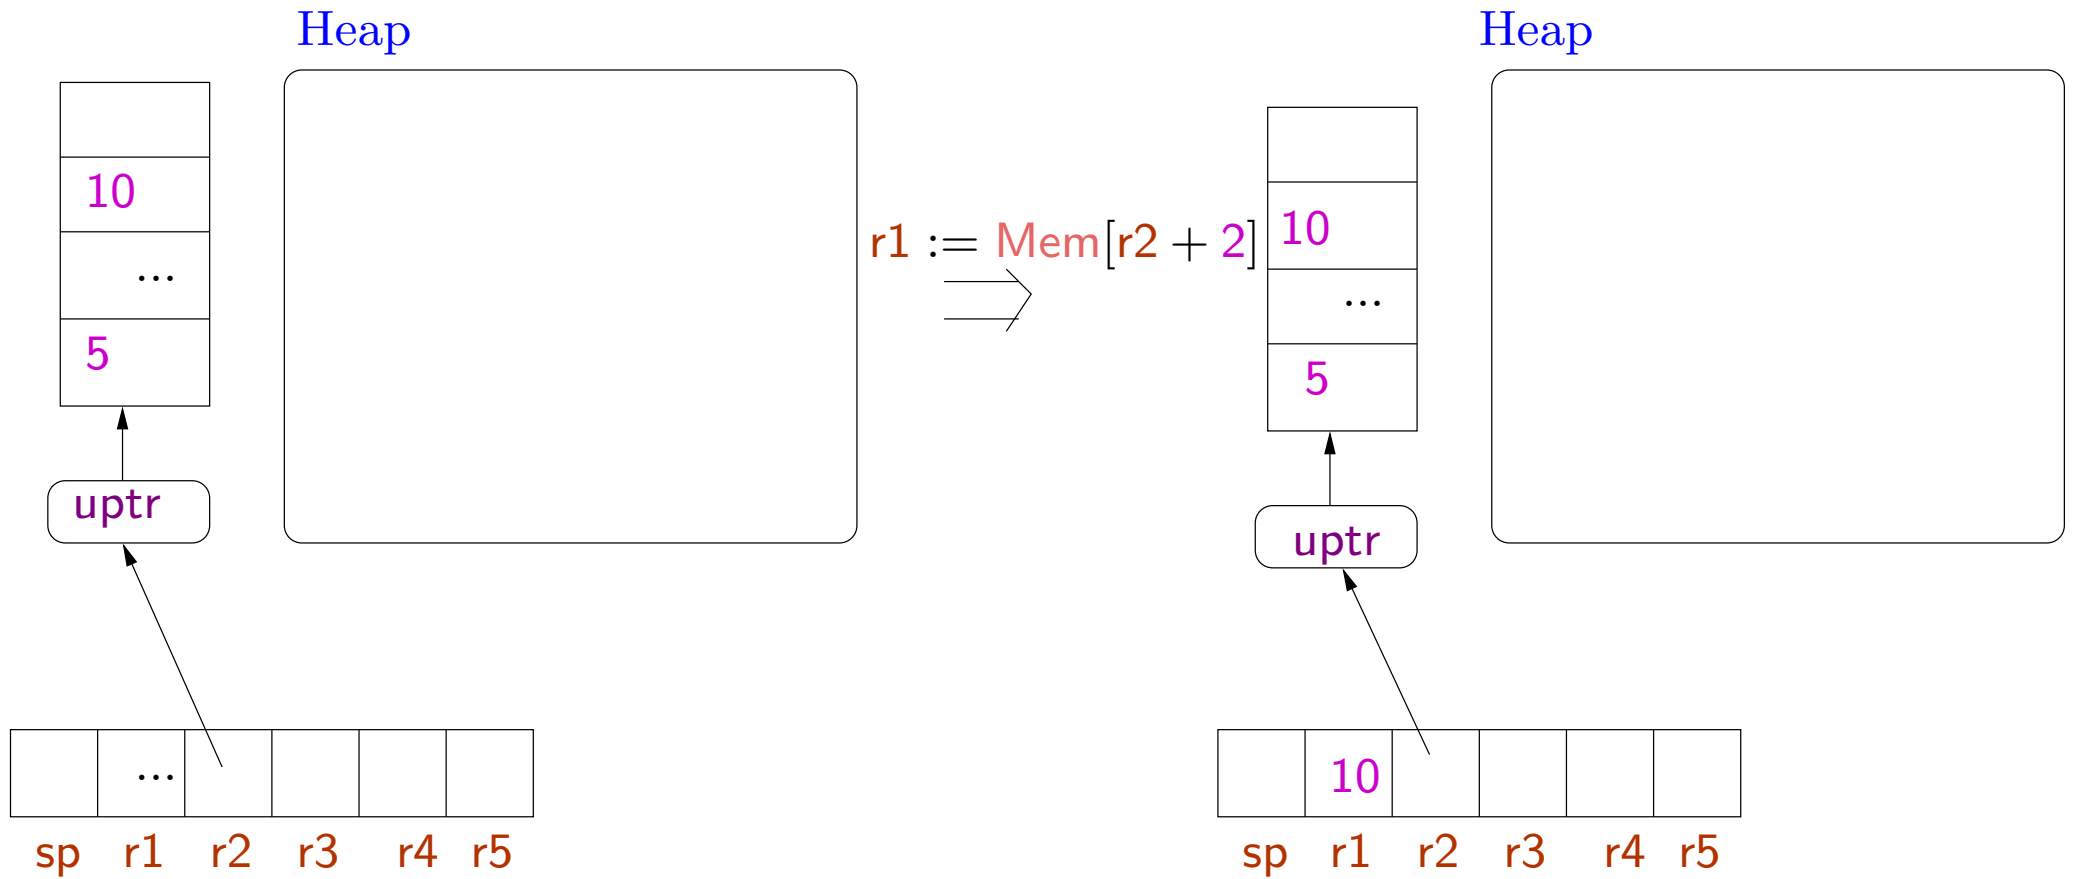 Heap
10
...
5
uptr
...
sp r1 r2 r3 r4 r5
r1 := Mem[r2 + 2]
Heap
10
...
5
uptr
10
sp r1 r2 r3 r4 r5